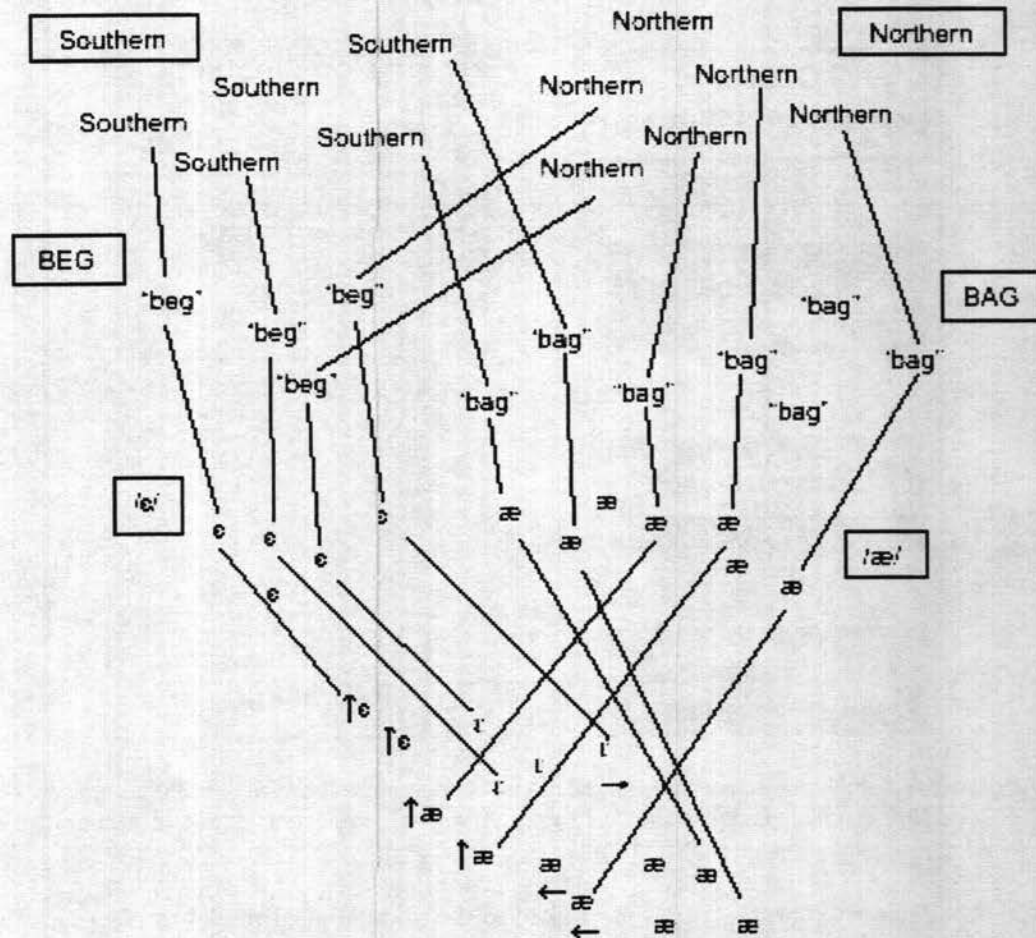 Southern Southern Northern Northern
Southern Northern Northern
Southern Southern Northern Northern
Southern Northern
BEG
"beg" "beg" "bag" BAG
"beg" "bag" "bag" "bag"
"beg" "bag" "bag" "bag"
/ɛ/ ɛ æ æ æ æ
ɛ ɛ ɛ æ æ /æ/
ɛ æ
↑ɛ
↑ɛ
→
↑æ
↑æ æ æ æ
← æ
← æ æ